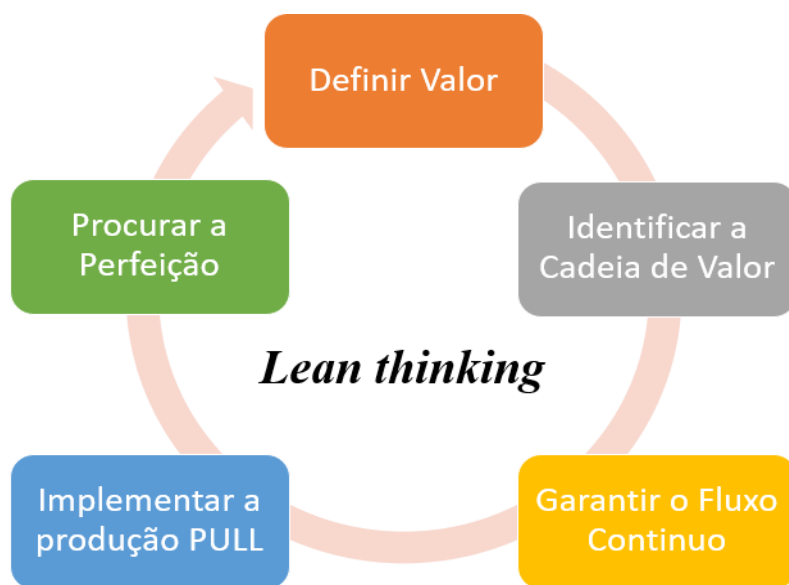 Definir Valor
Identificar a
Cadeia de Valor
Garantir o Fluxo
Continuo
Implementar a
produção PULL
Procurar a
Perfeição
Lean thinking